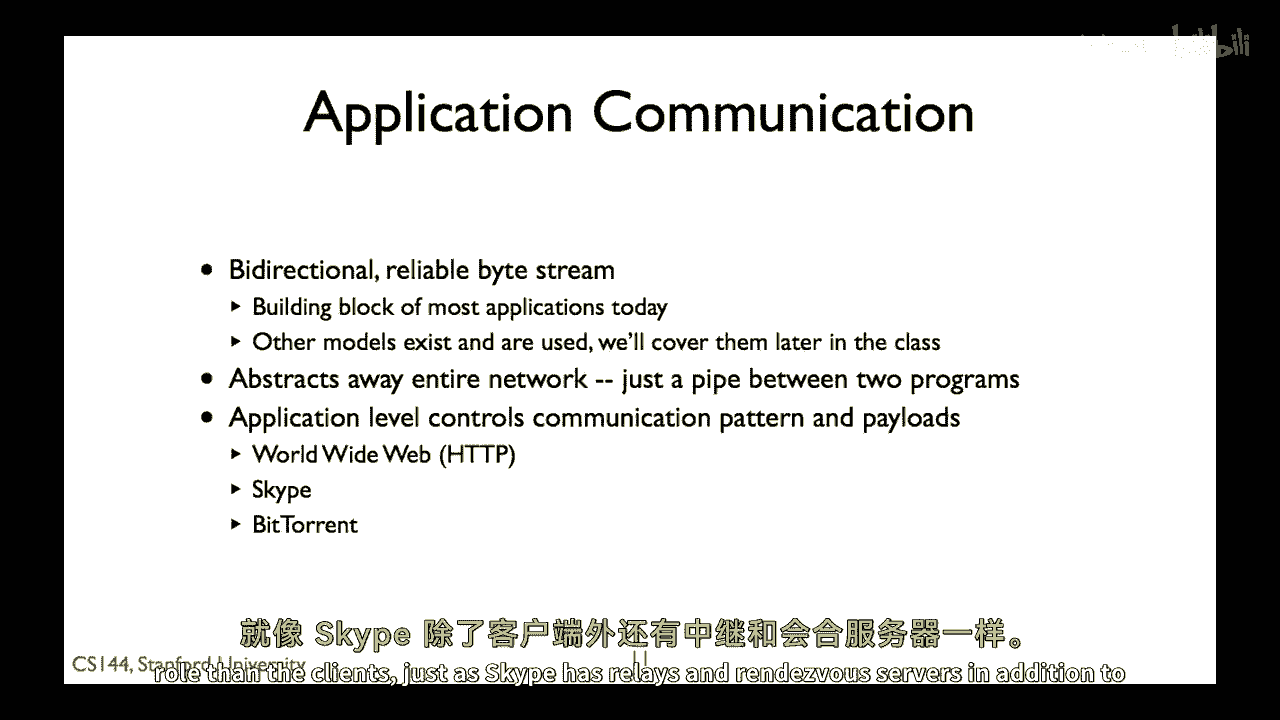 Application Communication
Bidirectional, reliable byte stream
Building block of most applications today
Other models exist and are used, we'll cover them later in the class
Abstracts away entire network -- just a pipe between two programs
Application level controls communication pattern and payloads
World Wide Web (HTTP)
Skype
BitTorrent
就像 Skype 除了客户端外还有中继和会合服务器一样。
CS144, Stanford University
role than the clients, just as Skype has relays and rendezvous servers in addition to